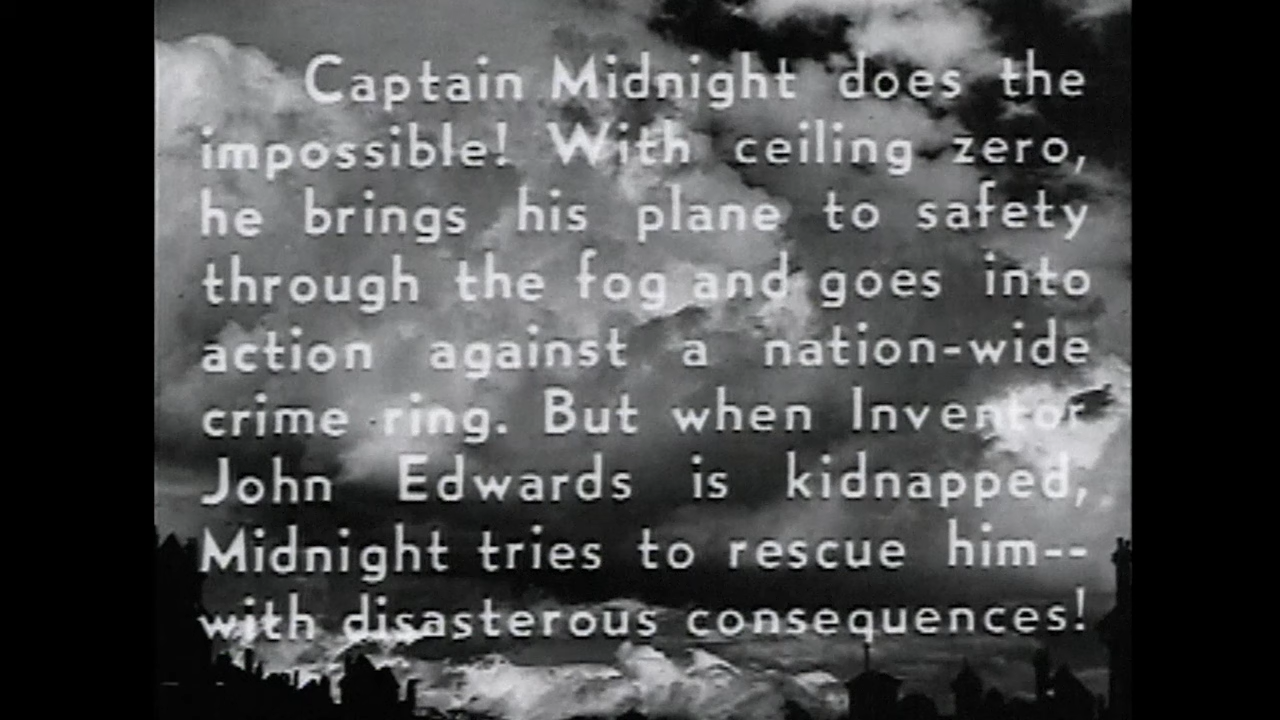 Captain Midnight does the
impossible! With ceiling zero,
he brings his plane to safety
through the fog and goes into
action against a nation-wide
crime ring. But when Inventor
John Edwards is kidnapped,
Midnight tries to rescue him--
with disasterous consequences!